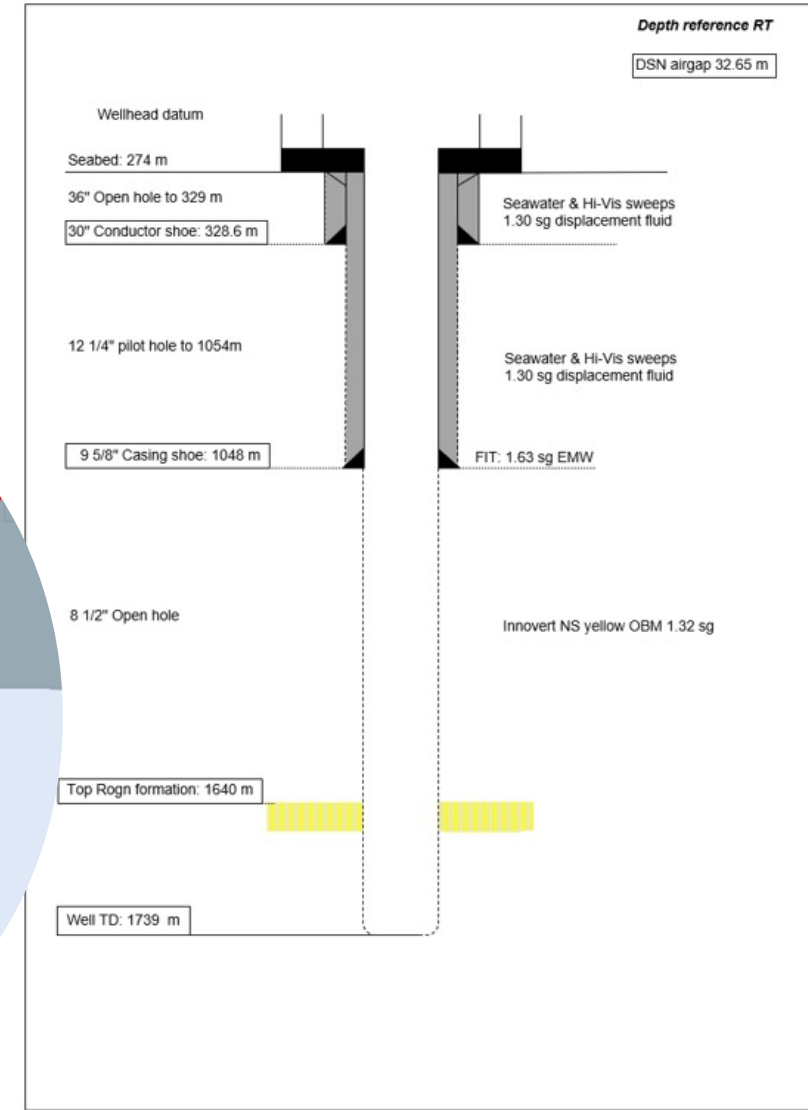 Depth reference RT
DSN airgap 32.65 m
Wellhead datum
Seabed: 274 m
36" Open hole to 329 m
Seawater & Hi-Vis sweeps
1.30 sg displacement fluid
30" Conductor shoe: 328.6 m
12 1/4" pilot hole to 1054m
Seawater & Hi-Vis sweeps
1.30 sg displacement fluid
9 5/8" Casing shoe: 1048 m
FIT: 1.63 sg EMW
8 1/2" Open hole
Innovert NS yellow OBM 1.32 sg
Top Rogn formation: 1640 m
Well TD: 1739 m